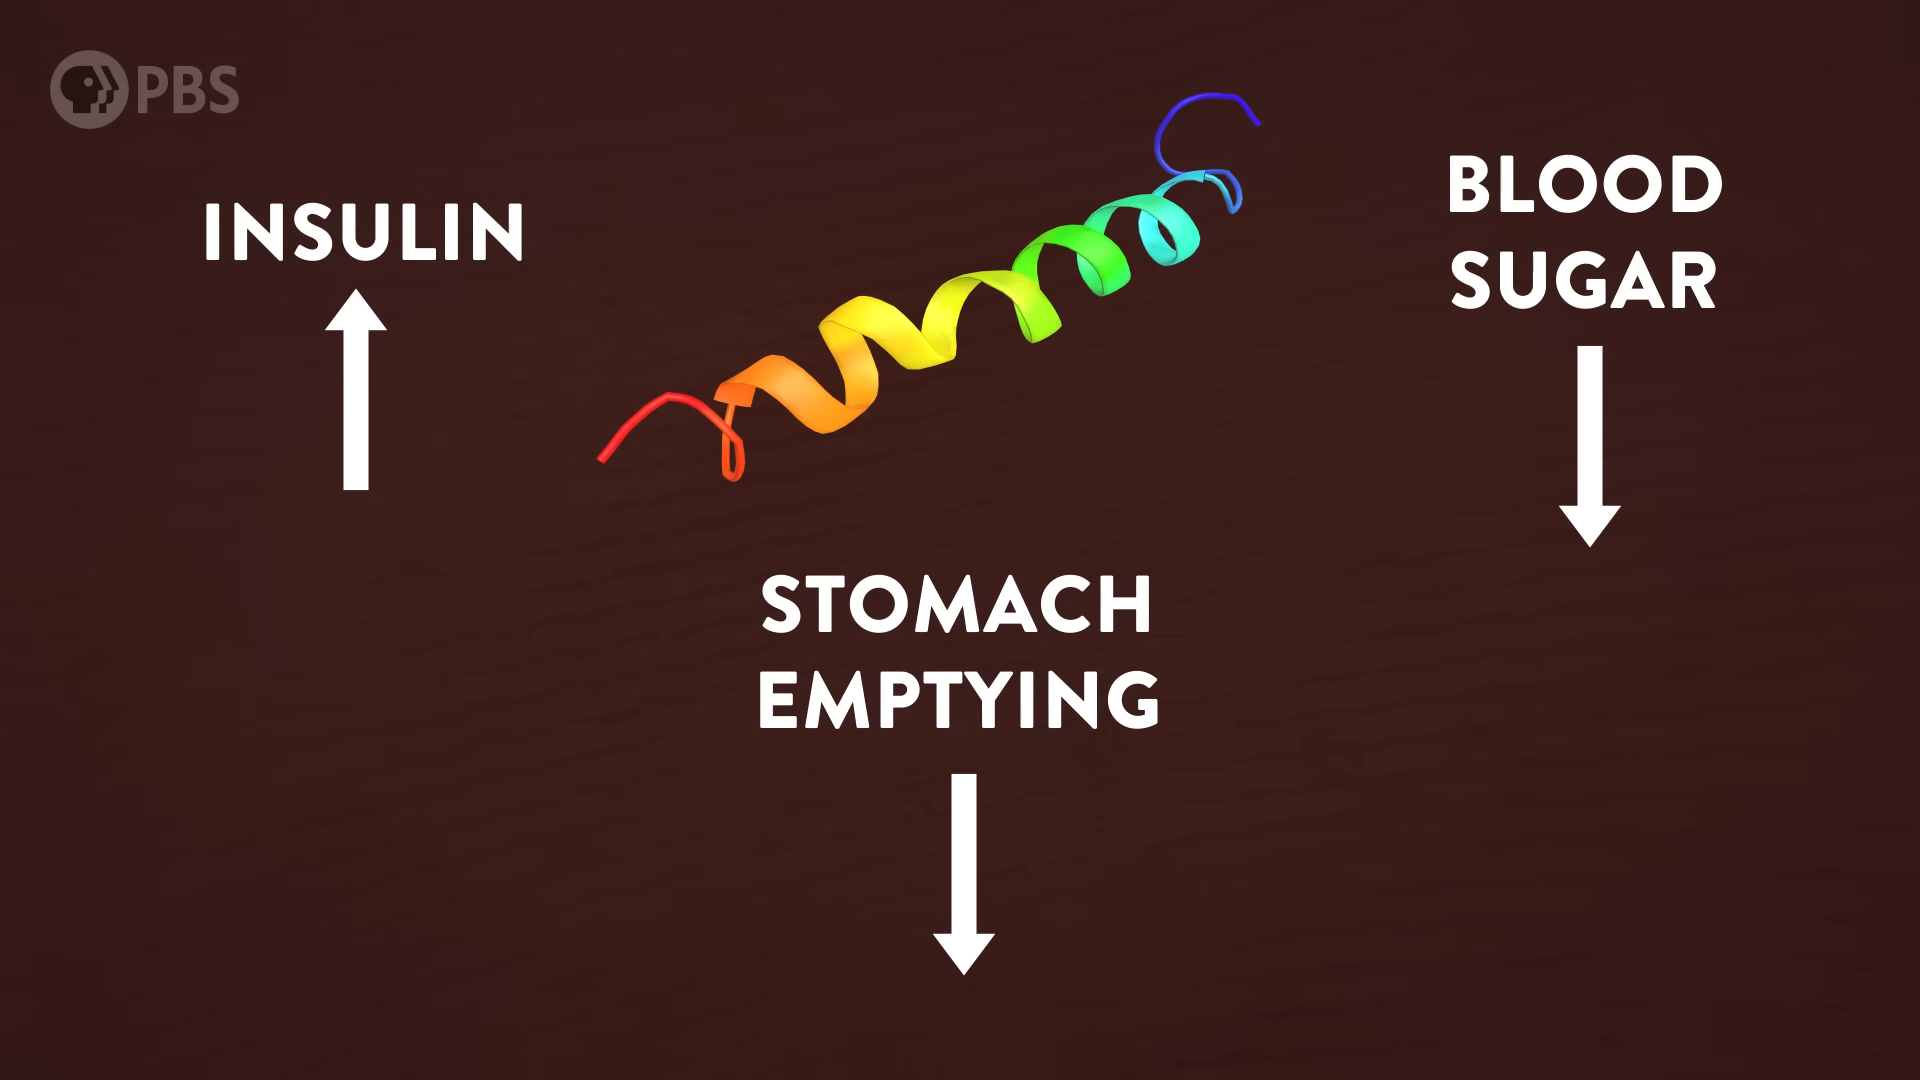 PBS
INSULIN
BLOOD
SUGAR
STOMACH
EMPTYING